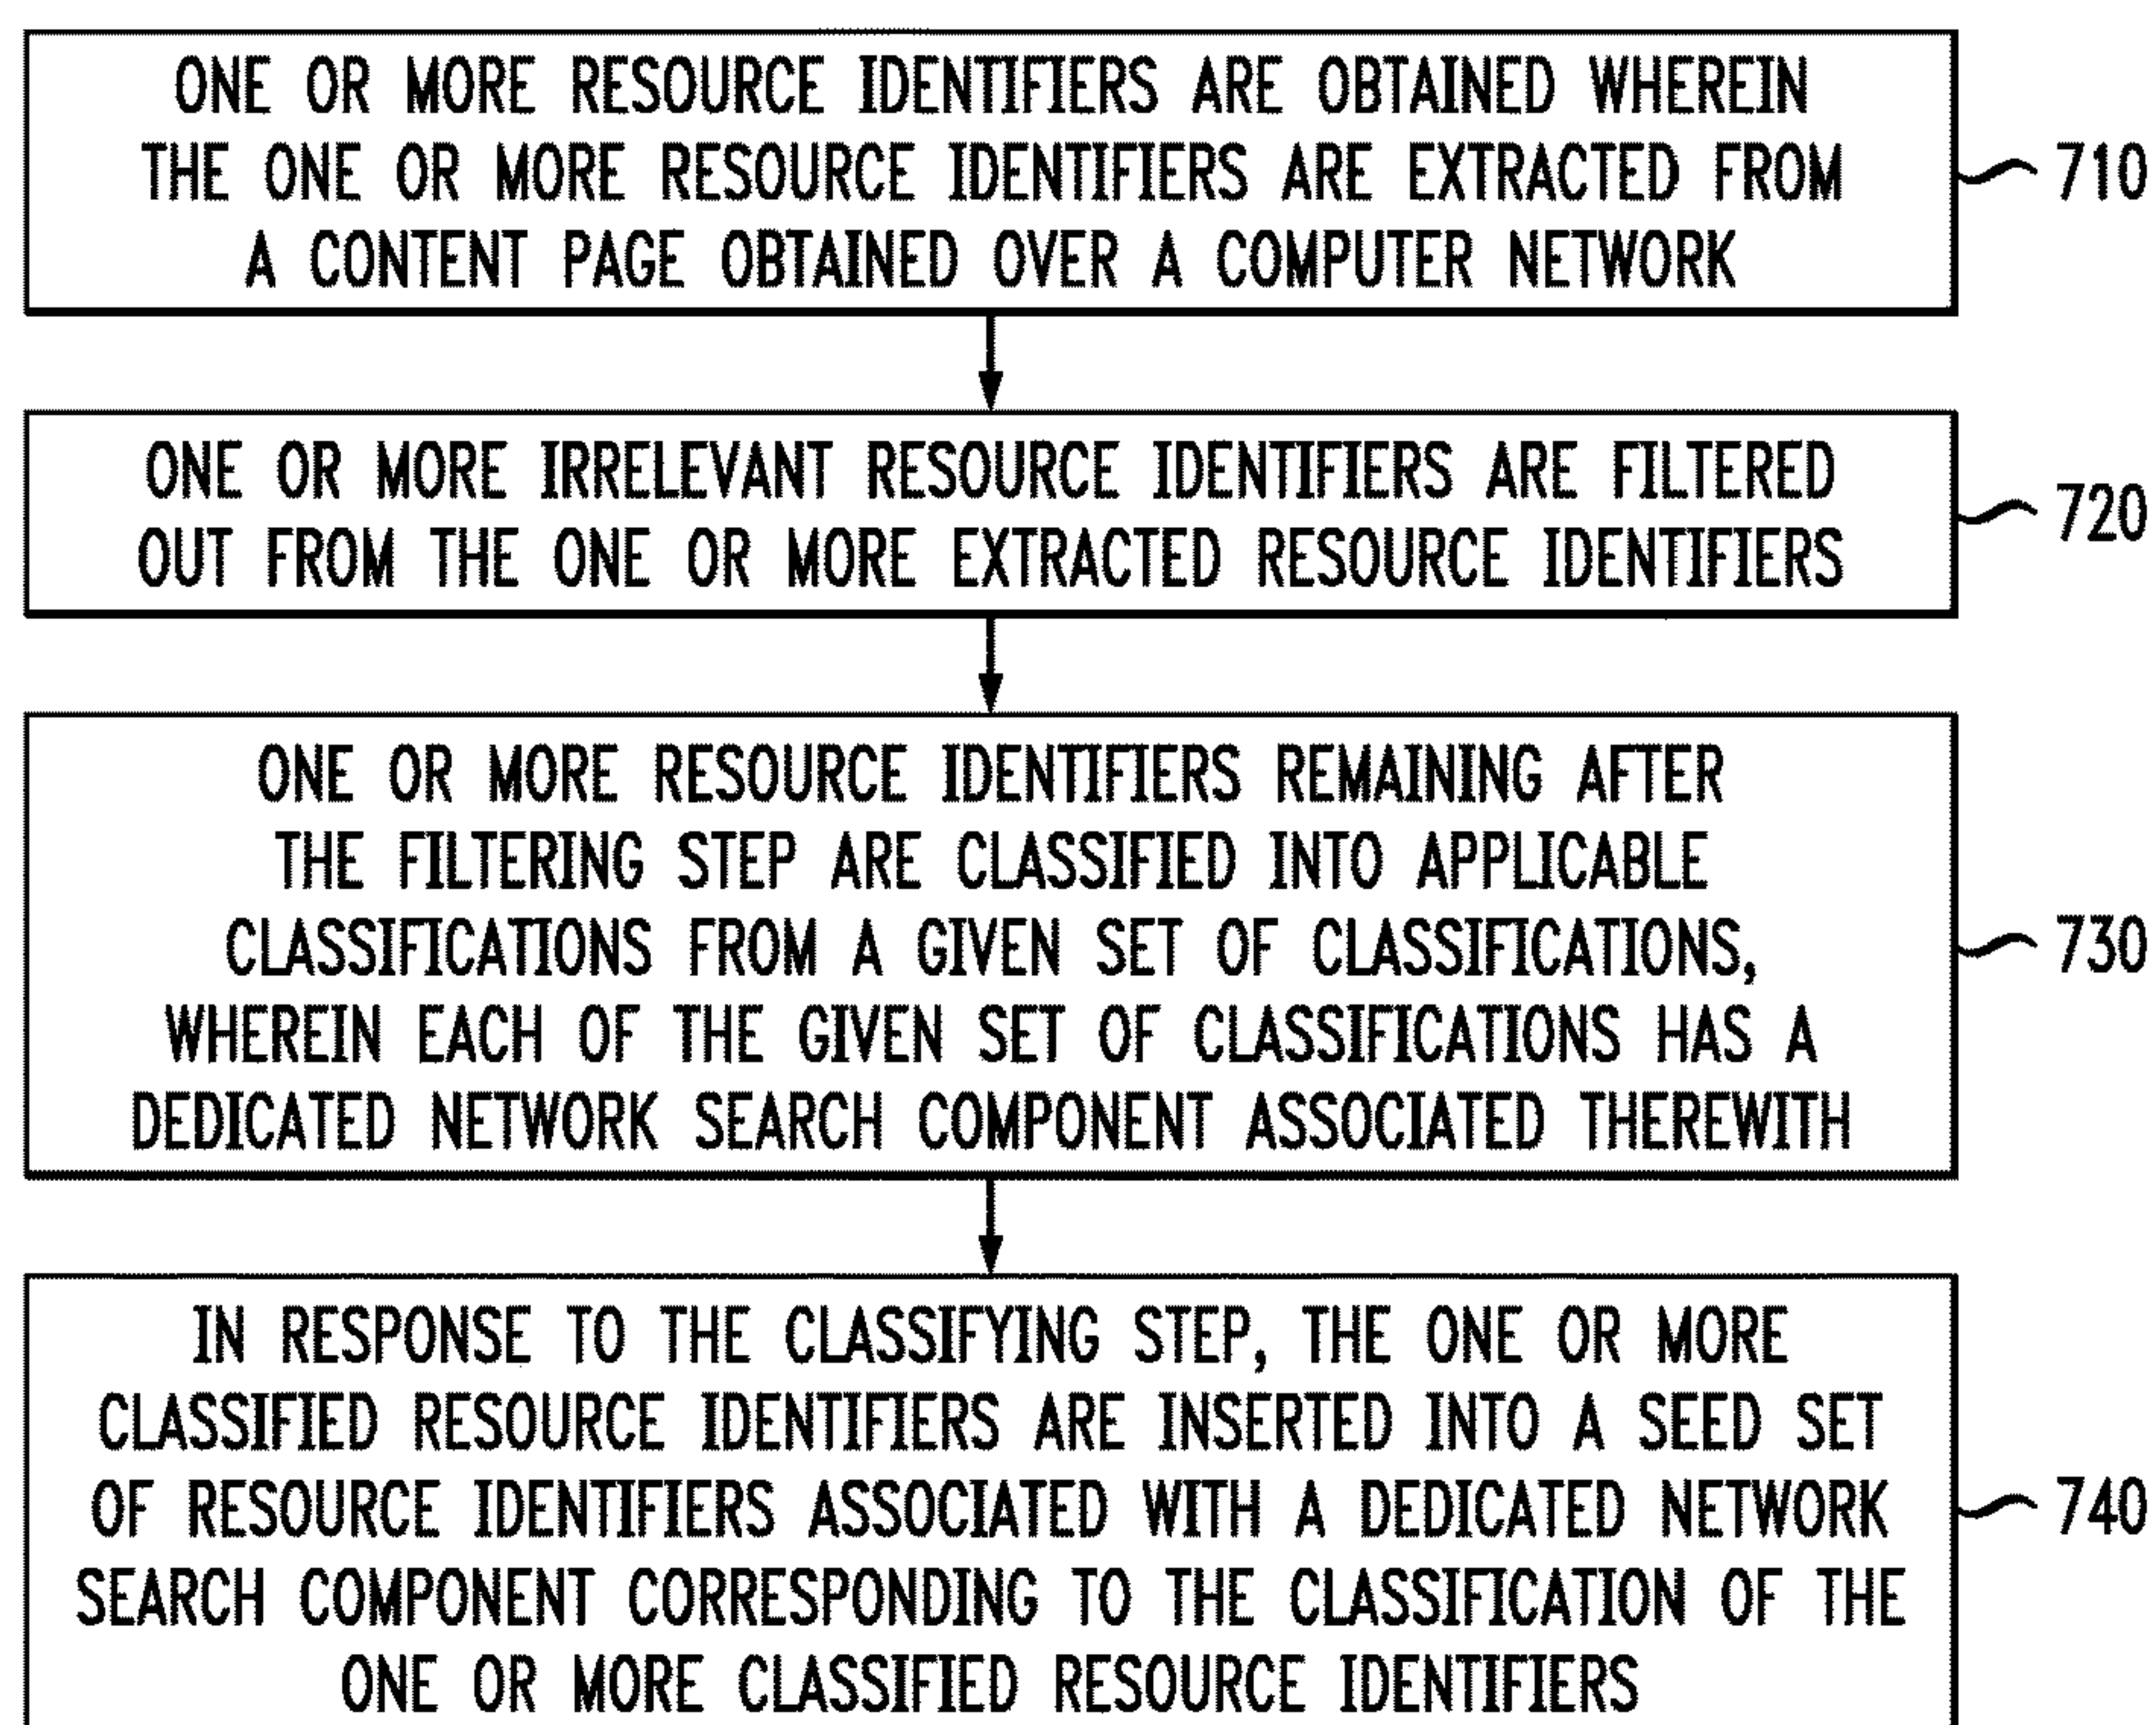 ONE OR MORE RESOURCE IDENTIFIERS ARE OBTAINED WHEREIN
THE ONE OR MORE RESOURCE IDENTIFIERS ARE EXTRACTED FROM
A CONTENT PAGE OBTAINED OVER A COMPUTER NETWORK
710
ONE OR MORE IRRELEVANT RESOURCE IDENTIFIERS ARE FILTERED
OUT FROM THE ONE OR MORE EXTRACTED RESOURCE IDENTIFIERS
720
ONE OR MORE RESOURCE IDENTIFIERS REMAINING AFTER
THE FILTERING STEP ARE CLASSIFIED INTO APPLICABLE
CLASSIFICATIONS FROM A GIVEN SET OF CLASSIFICATIONS,
WHEREIN EACH OF THE GIVEN SET OF CLASSIFICATIONS HAS A
DEDICATED NETWORK SEARCH COMPONENT ASSOCIATED THEREWITH
730
IN RESPONSE TO THE CLASSIFYING STEP, THE ONE OR MORE
CLASSIFIED RESOURCE IDENTIFIERS ARE INSERTED INTO A SEED SET
OF RESOURCE IDENTIFIERS ASSOCIATED WITH A DEDICATED NETWORK
SEARCH COMPONENT CORRESPONDING TO THE CLASSIFICATION OF THE
ONE OR MORE CLASSIFIED RESOURCE IDENTIFIERS
740